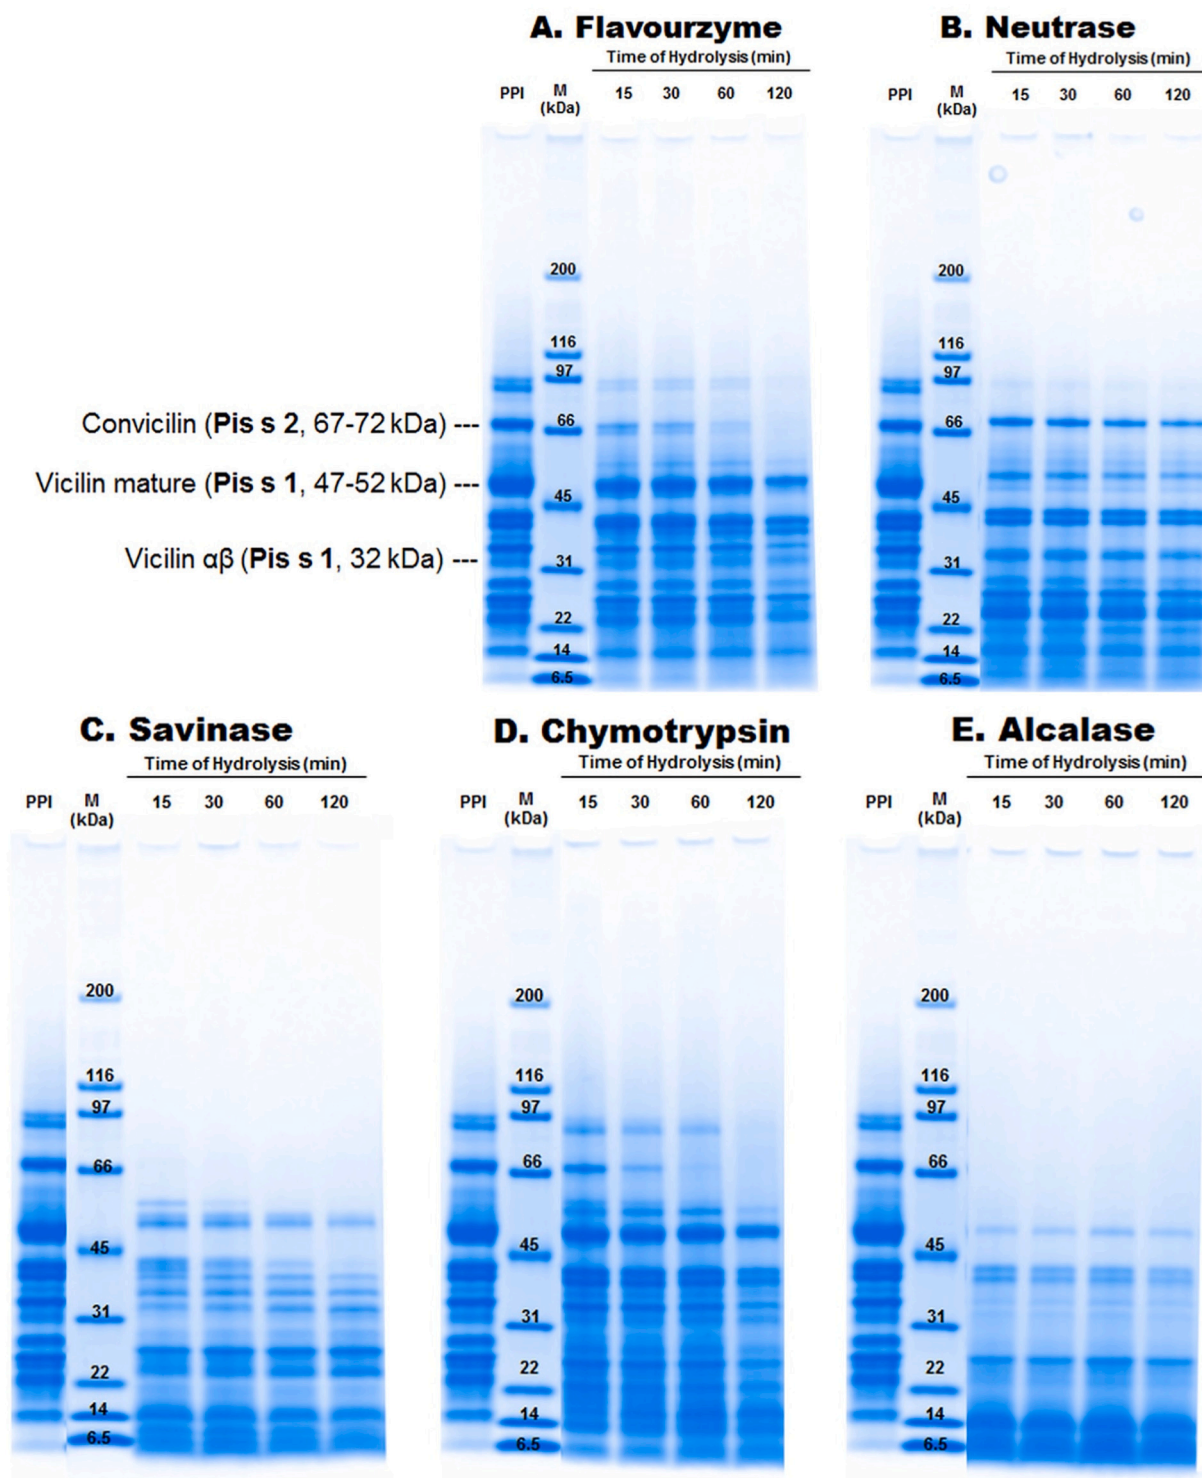 A. Flavourzyme
Time of Hydrolysis (min)
PPI M (kDa) 15 30 60 120
200
116
97
66
45
31
22
14
6.5
B. Neutrase
Time of Hydrolysis (min)
PPI M (kDa) 15 30 60 120
200
116
97
66
45
31
22
14
6.5
Convicilin (Pis s 2, 67-72 kDa) ---
Vicilin mature (Pis s 1, 47-52 kDa) ---
Vicilin αβ (Pis s 1, 32 kDa) ---
C. Savinase
Time of Hydrolysis (min)
PPI M (kDa) 15 30 60 120
200
116
97
66
45
31
22
14
6.5
D. Chymotrypsin
Time of Hydrolysis (min)
PPI M (kDa) 15 30 60 120
200
116
97
66
45
31
22
14
6.5
E. Alcalase
Time of Hydrolysis (min)
PPI M (kDa) 15 30 60 120
200
116
97
66
45
31
22
14
6.5